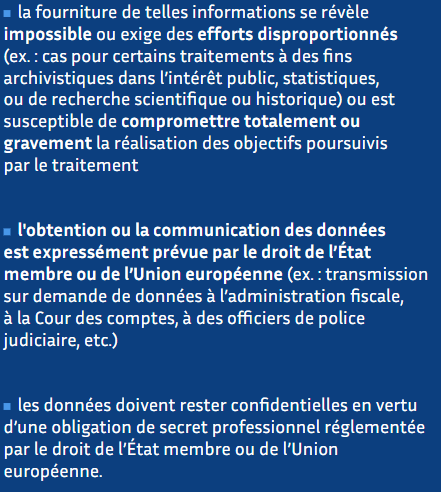 ▪ la fourniture de telles informations se révèle
impossible ou exige des efforts disproportionnés
(ex. : cas pour certains traitements à des fins
archivistiques dans l’intérêt public, statistiques,
ou de recherche scientifique ou historique) ou est
susceptible de compromettre totalement ou
gravement la réalisation des objectifs poursuivis
par le traitement
▪ l'obtention ou la communication des données
est expressément prévue par le droit de l’État
membre ou de l’Union européenne (ex. : transmission
sur demande de données à l’administration fiscale,
à la Cour des comptes, à des officiers de police
judiciaire, etc.)
▪ les données doivent rester confidentielles en vertu
d’une obligation de secret professionnel réglementée
par le droit de l’État membre ou de l’Union
européenne.